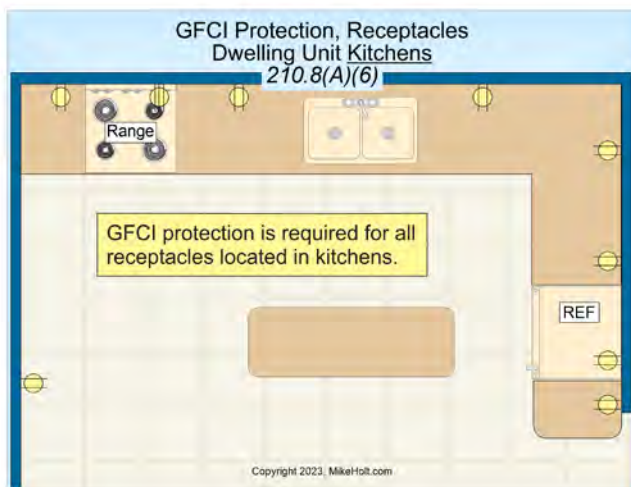 GFCI Protection, Receptacles
Dwelling Unit Kitchens
210.8(A)(6)
Range
GFCI protection is required for all
receptacles located in kitchens.
REF
Copyright 2023, MikeHolt.com